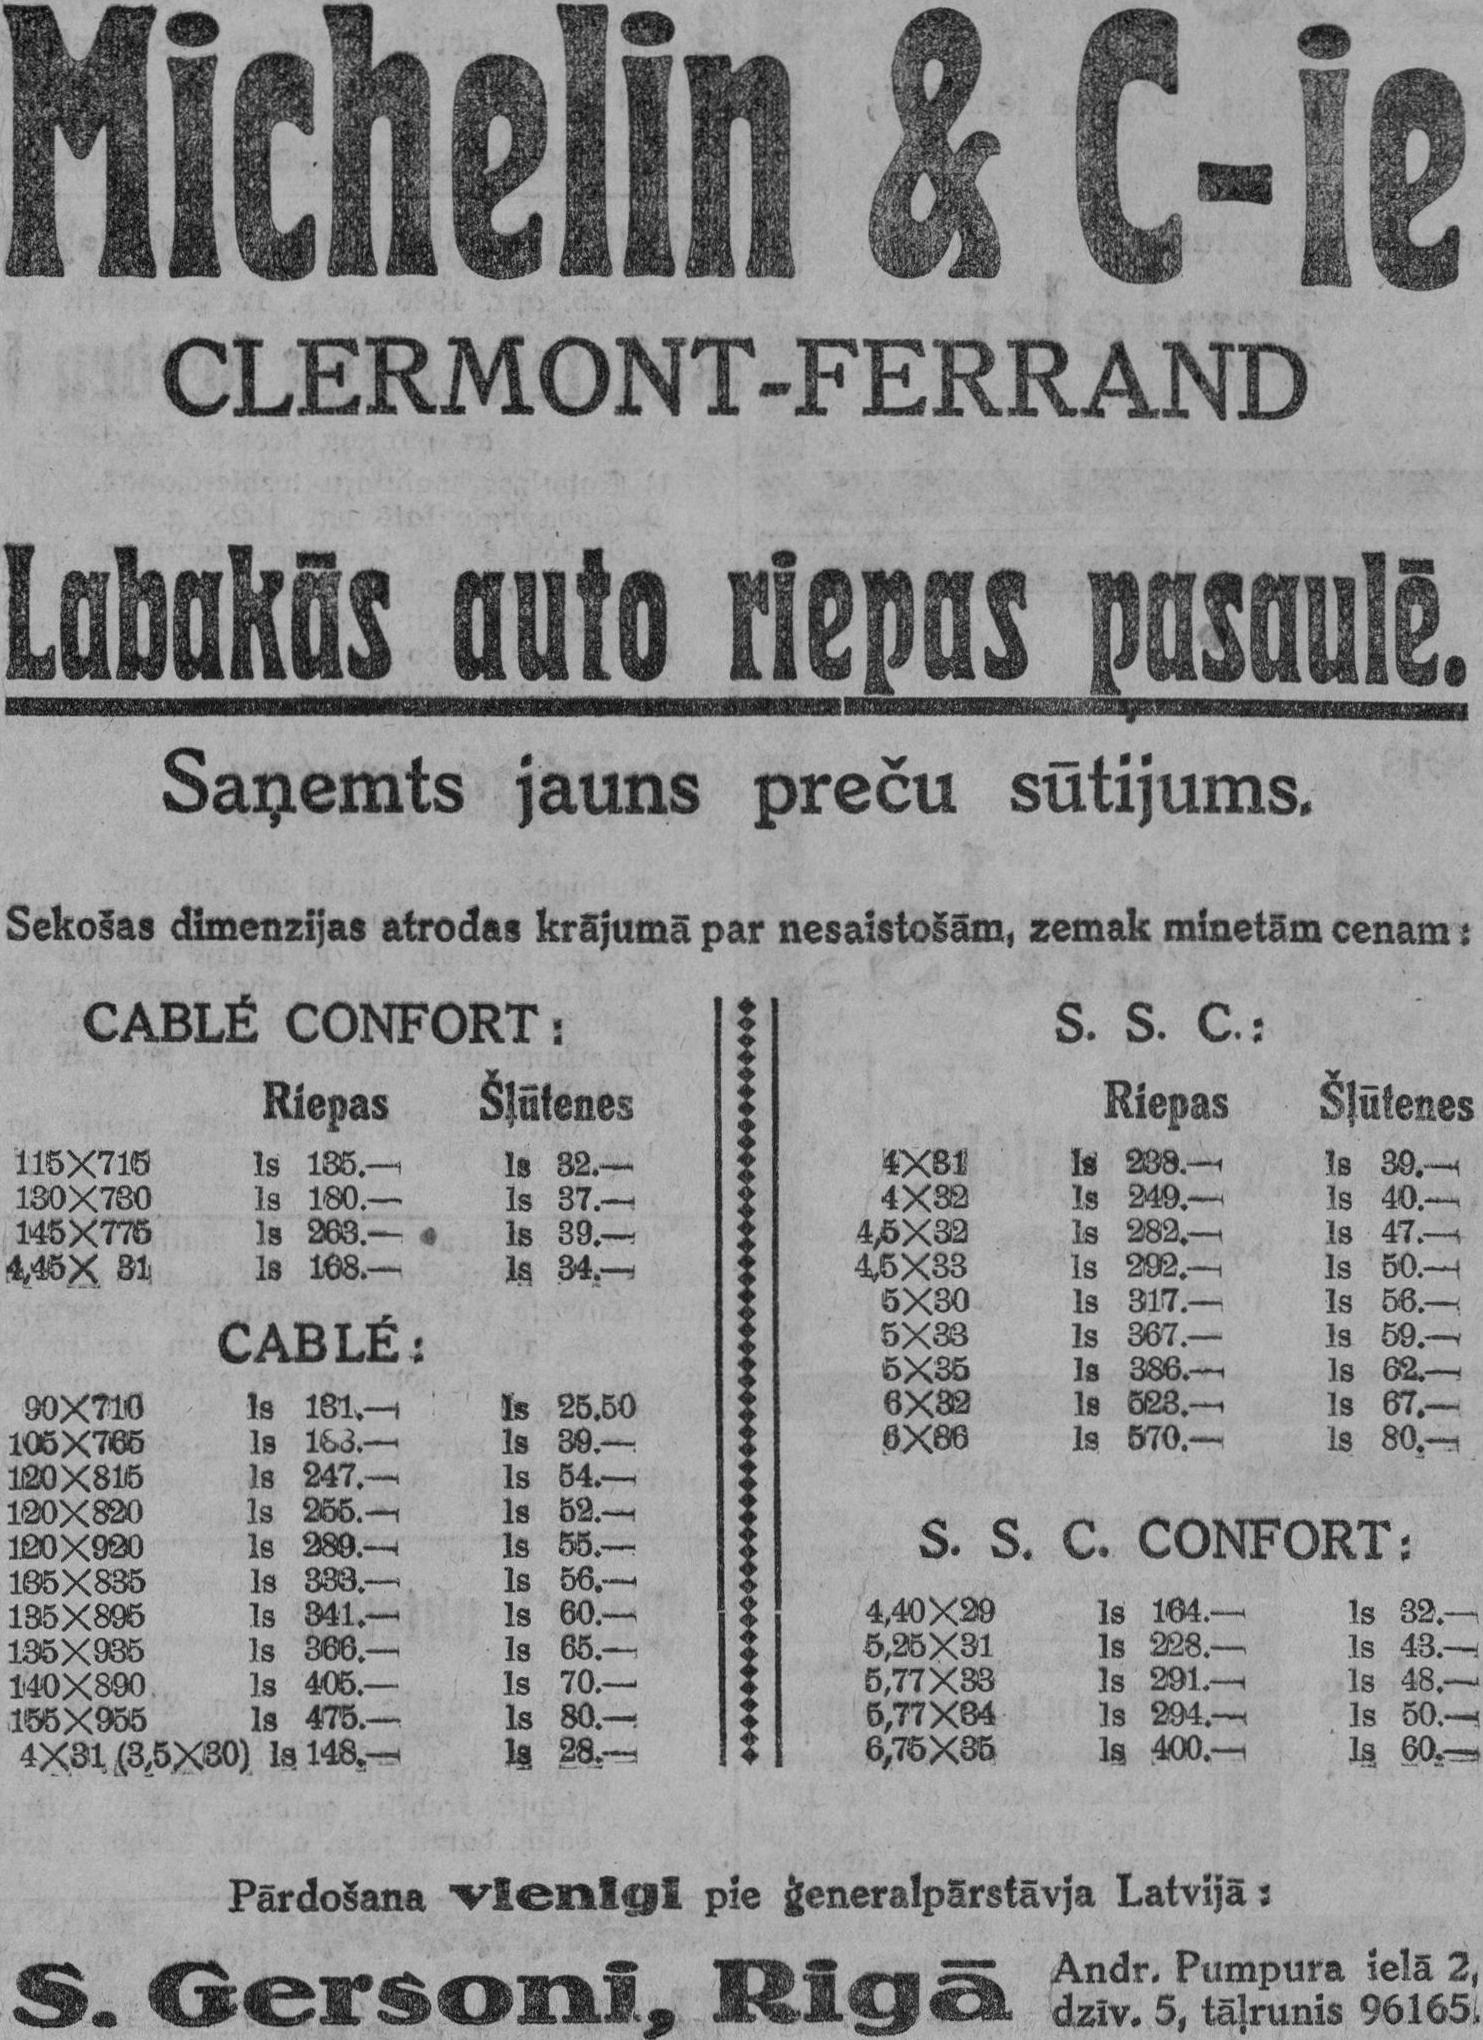 Michelin & C-ie
CLERMONT-FERRAND
Labakās auto riepas pasaulē.
Saņemts jauns preču sūtijums.
Sekošas dimenzijas atrodas krājumā par nesaistošām, zemak minetām cenam:
CABLÉ CONFORT:
Riepas Šļūtenes
115×715 ls 135.— ls 32.—
130×730 ls 180.— ls 37.—
145×775 ls 263.— ls 39.—
4,45× 31 ls 168.— ls 34.—
CABLÉ:
90×710 ls 131.— ls 25.50
105×765 ls ls 39.—
120×815 ls 247.— ls 54.—
120×820 ls 255.— ls 52.—
120×920 ls 289.— ls 55.—
135×835 ls 333.— ls 56.—
135×895 ls 341.— ls 60.—
135×935 ls 366.— ls 65.—
140×890 ls 405.— ls 70.—
155×955 ls 475.— ls 80.—
4×31 (3,5×30) ls 148.— ls 28.—
S. S. C.:
Riepas Šļūtenes
4×31 ls 238.— ls 39.—
4×32 ls 249.— ls 40.—
4,5×32 ls 282.— ls 47.—
4,5×33 ls 292.— ls 50.—
5×30 ls 317.— ls 56.—
5×33 ls 367.— ls 59.—
5×35 ls 386.— ls 62.—
6×32 ls 523.— ls 67.—
6×36 ls 570.— ls 80.—
S. S. C. CONFORT:
4,40×29 ls 164.— ls 32.—
5,25×31 ls 228.— ls 43.—
5,77×33 ls 291.— ls 48.—
5,77×34 ls 294.— ls 50.—
6,75×35 ls 400.— ls 60.—
Pārdošana vienīgi pie ģeneralpārstāvja Latvijā:
S. Gersoni, Rigā Andr. Pumpura ielā 2,
dzīv. 5, tāļrunis 96165.